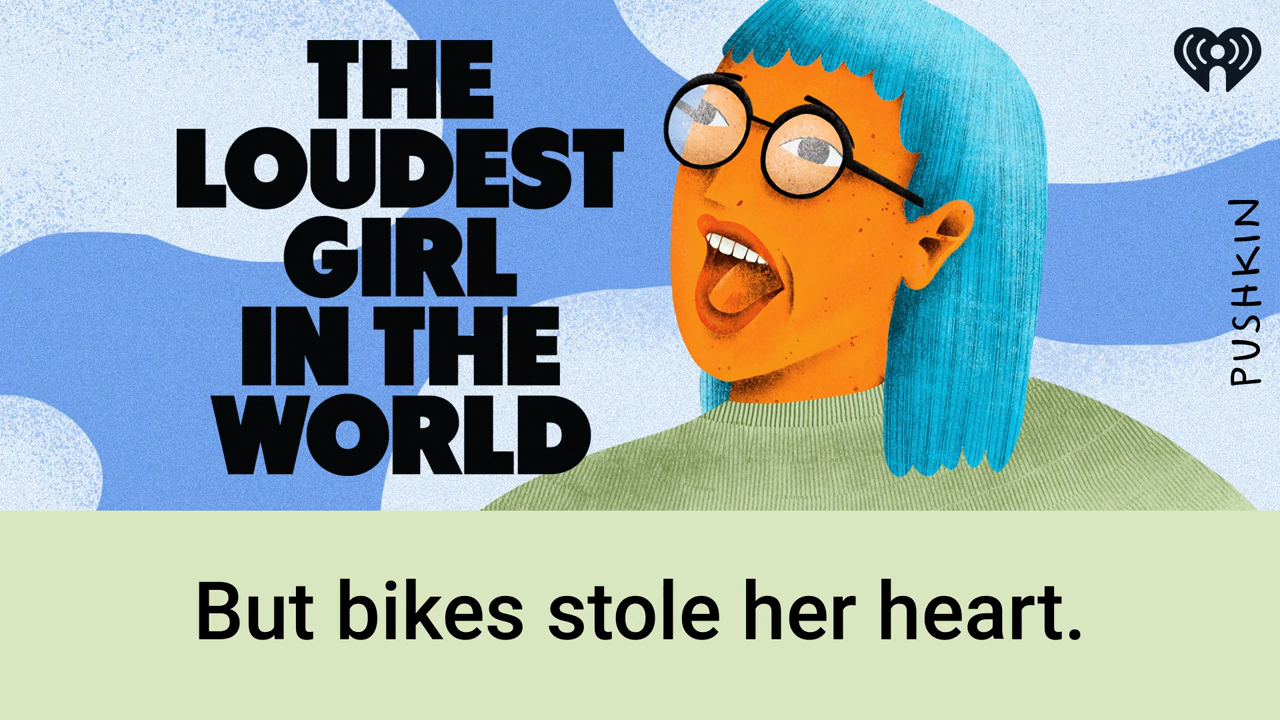 THE
LOUDEST
GIRL
IN THE
WORLD
PUSHKIN
But bikes stole her heart.